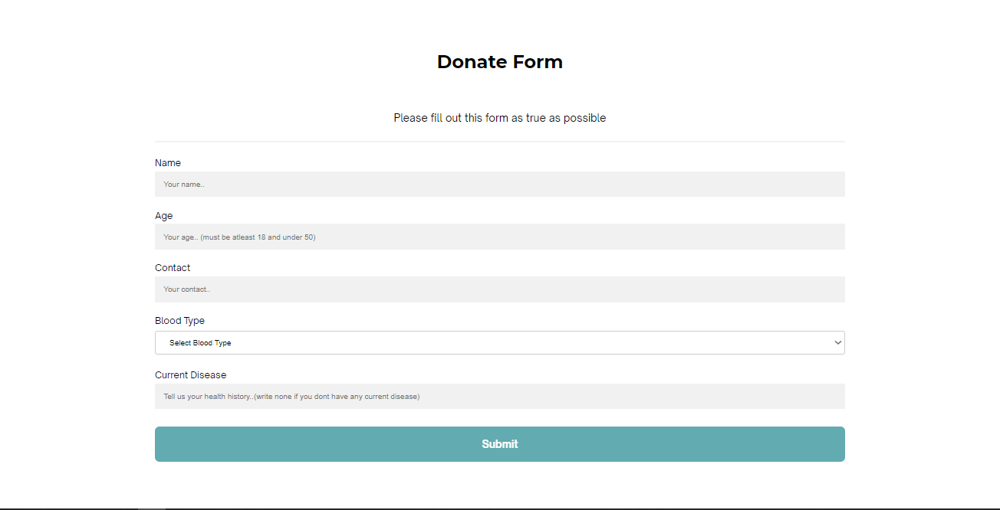 Donate Form
Please fill out this form as true as possible
Name
Your name..
Age
Your age.. (must be atleast 18 and under 50)
Contact
Your contact..
Blood Type
Select Blood Type
Current Disease
Tell us your health history..(write none if you dont have any current disease)
Submit